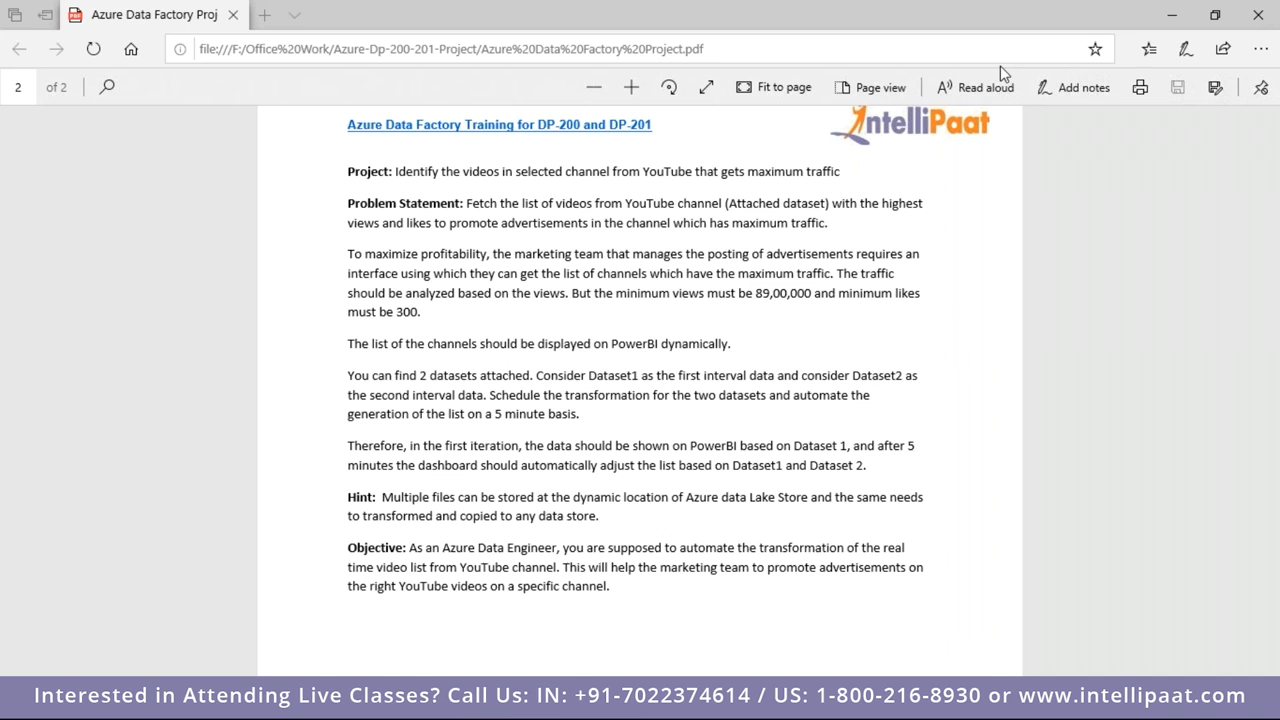 Azure Data Factory Proj
file:///F:/Office%20Work/Azure-Dp-200-201-Project/Azure%20Data%20Factory%20Project.pdf
2 of 2 Fit to page Page view Read aloud Add notes
Azure Data Factory Training for DP-200 and DP-201
IntelliPaat
Project: Identify the videos in selected channel from YouTube that gets maximum traffic
Problem Statement: Fetch the list of videos from YouTube channel (Attached dataset) with the highest
views and likes to promote advertisements in the channel which has maximum traffic.
To maximize profitability, the marketing team that manages the posting of advertisements requires an
interface using which they can get the list of channels which have the maximum traffic. The traffic
should be analyzed based on the views. But the minimum views must be 89,00,000 and minimum likes
must be 300.
The list of the channels should be displayed on PowerBI dynamically.
You can find 2 datasets attached. Consider Dataset1 as the first interval data and consider Dataset2 as
the second interval data. Schedule the transformation for the two datasets and automate the
generation of the list on a 5 minute basis.
Therefore, in the first iteration, the data should be shown on PowerBI based on Dataset 1, and after 5
minutes the dashboard should automatically adjust the list based on Dataset1 and Dataset 2.
Hint: Multiple files can be stored at the dynamic location of Azure data Lake Store and the same needs
to transformed and copied to any data store.
Objective: As an Azure Data Engineer, you are supposed to automate the transformation of the real
time video list from YouTube channel. This will help the marketing team to promote advertisements on
the right YouTube videos on a specific channel.
Interested in Attending Live Classes? Call Us: IN: +91-7022374614 / US: 1-800-216-8930 or www.intellipaat.com